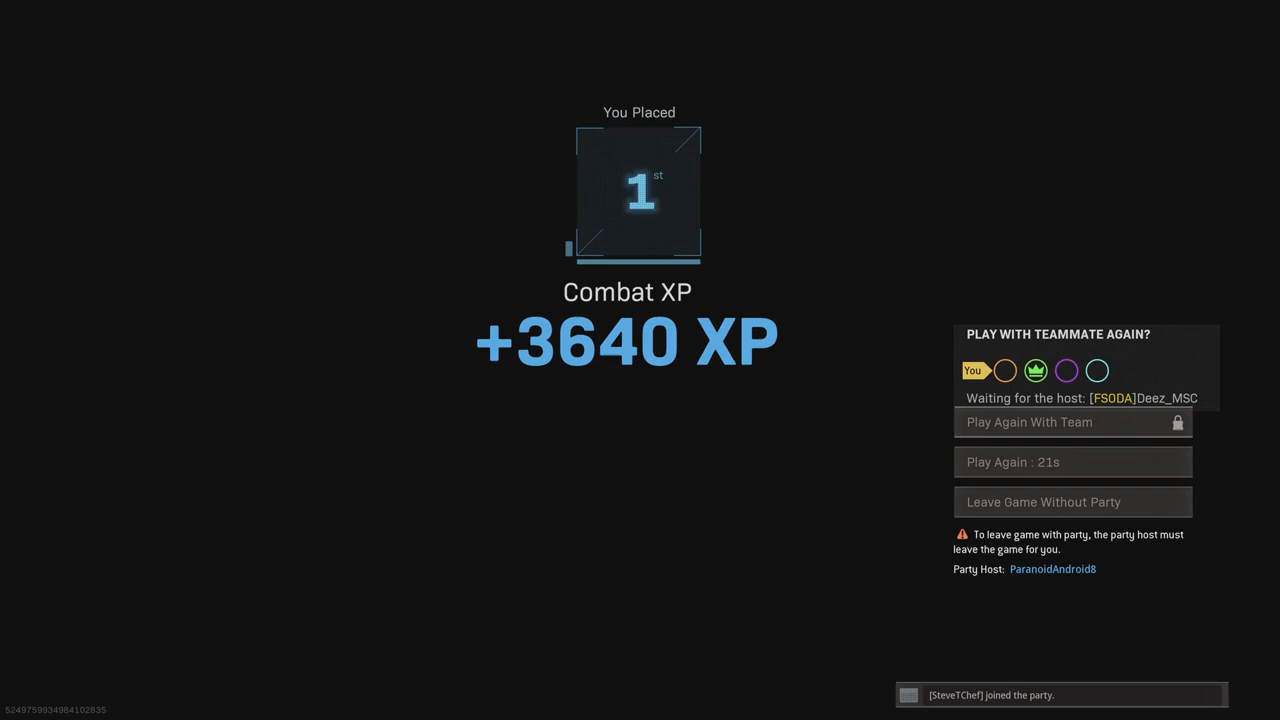 You Placed
1st
Combat XP
+3640 XP
PLAY WITH TEAMMATE AGAIN?
You
Waiting for the host: [FSODA]Deez_MSC
Play Again With Team
Play Again : 21s
Leave Game Without Party
To leave game with party, the party host must
leave the game for you.
Party Host: ParanoidAndroid8
[SteveTChef] joined the party.
5249759934984102835